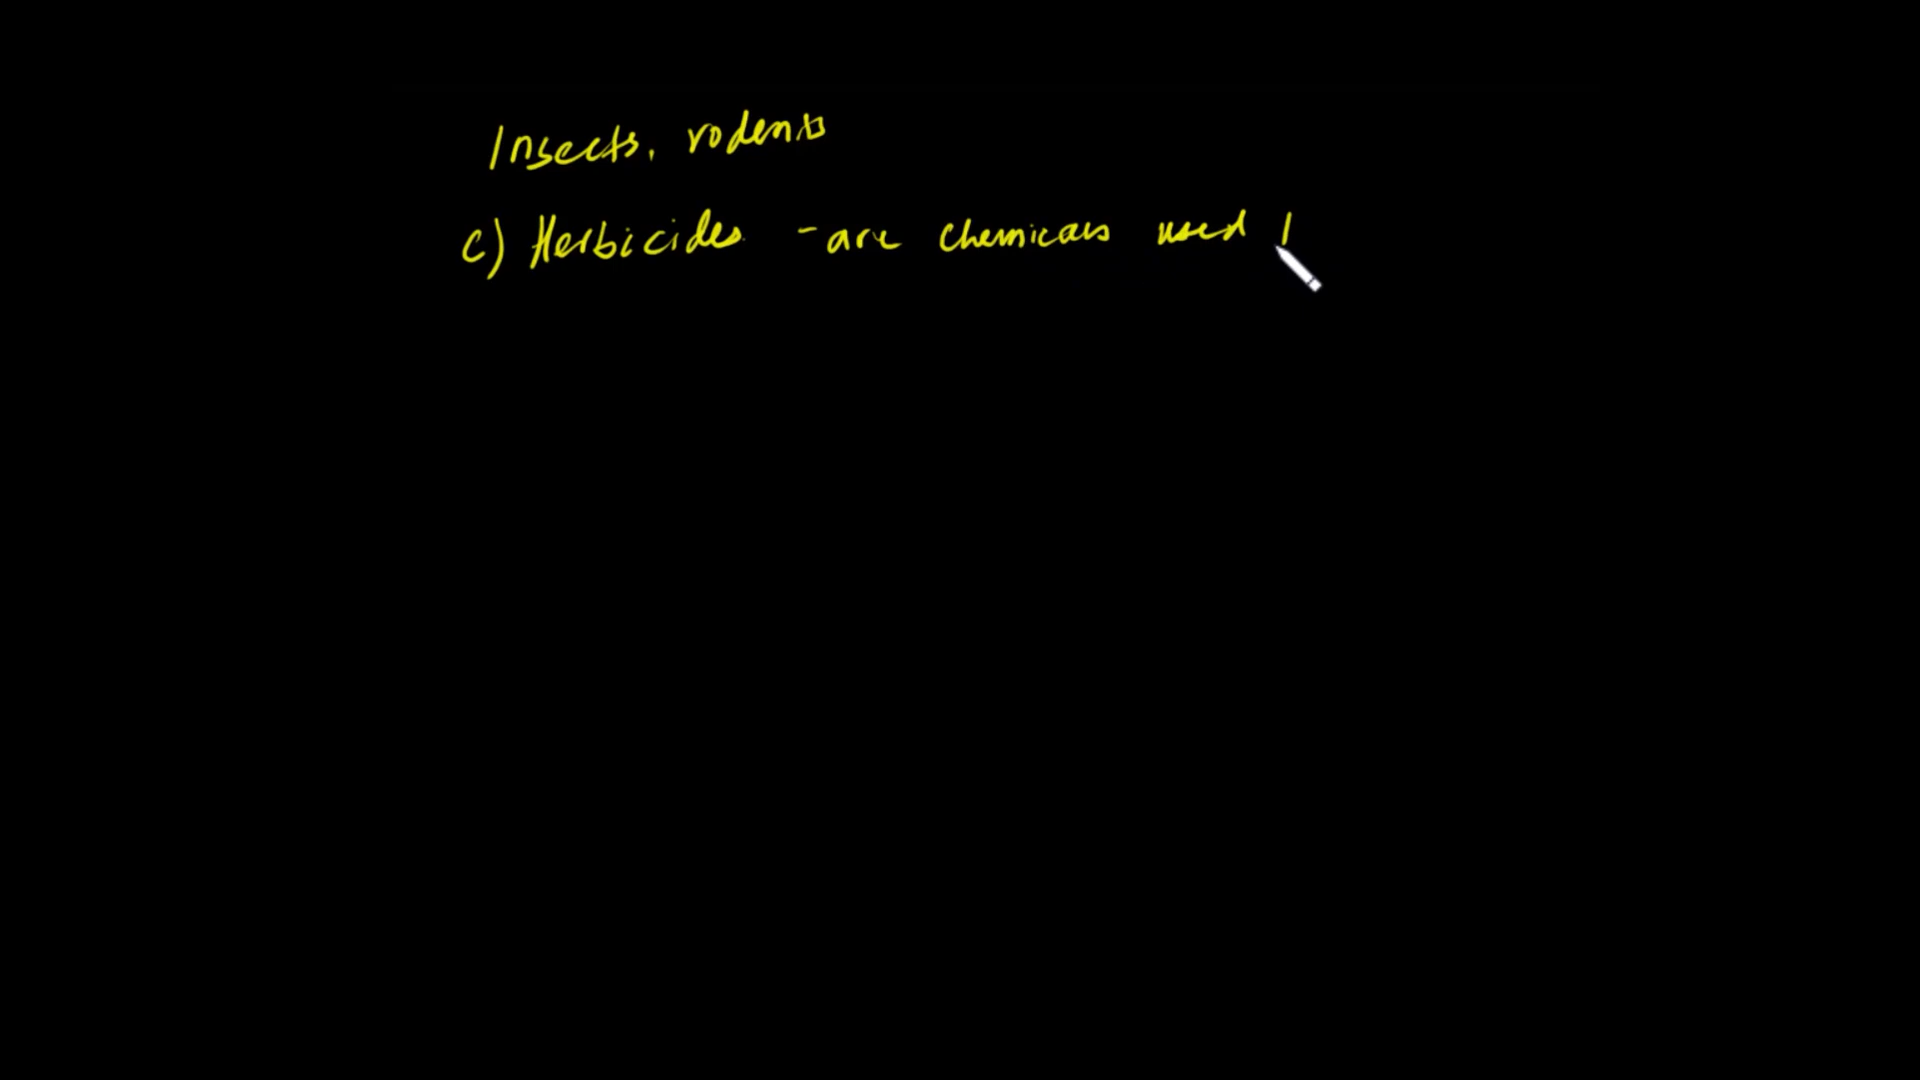 Insects, rodents
c) Herbicides - are chemicals used